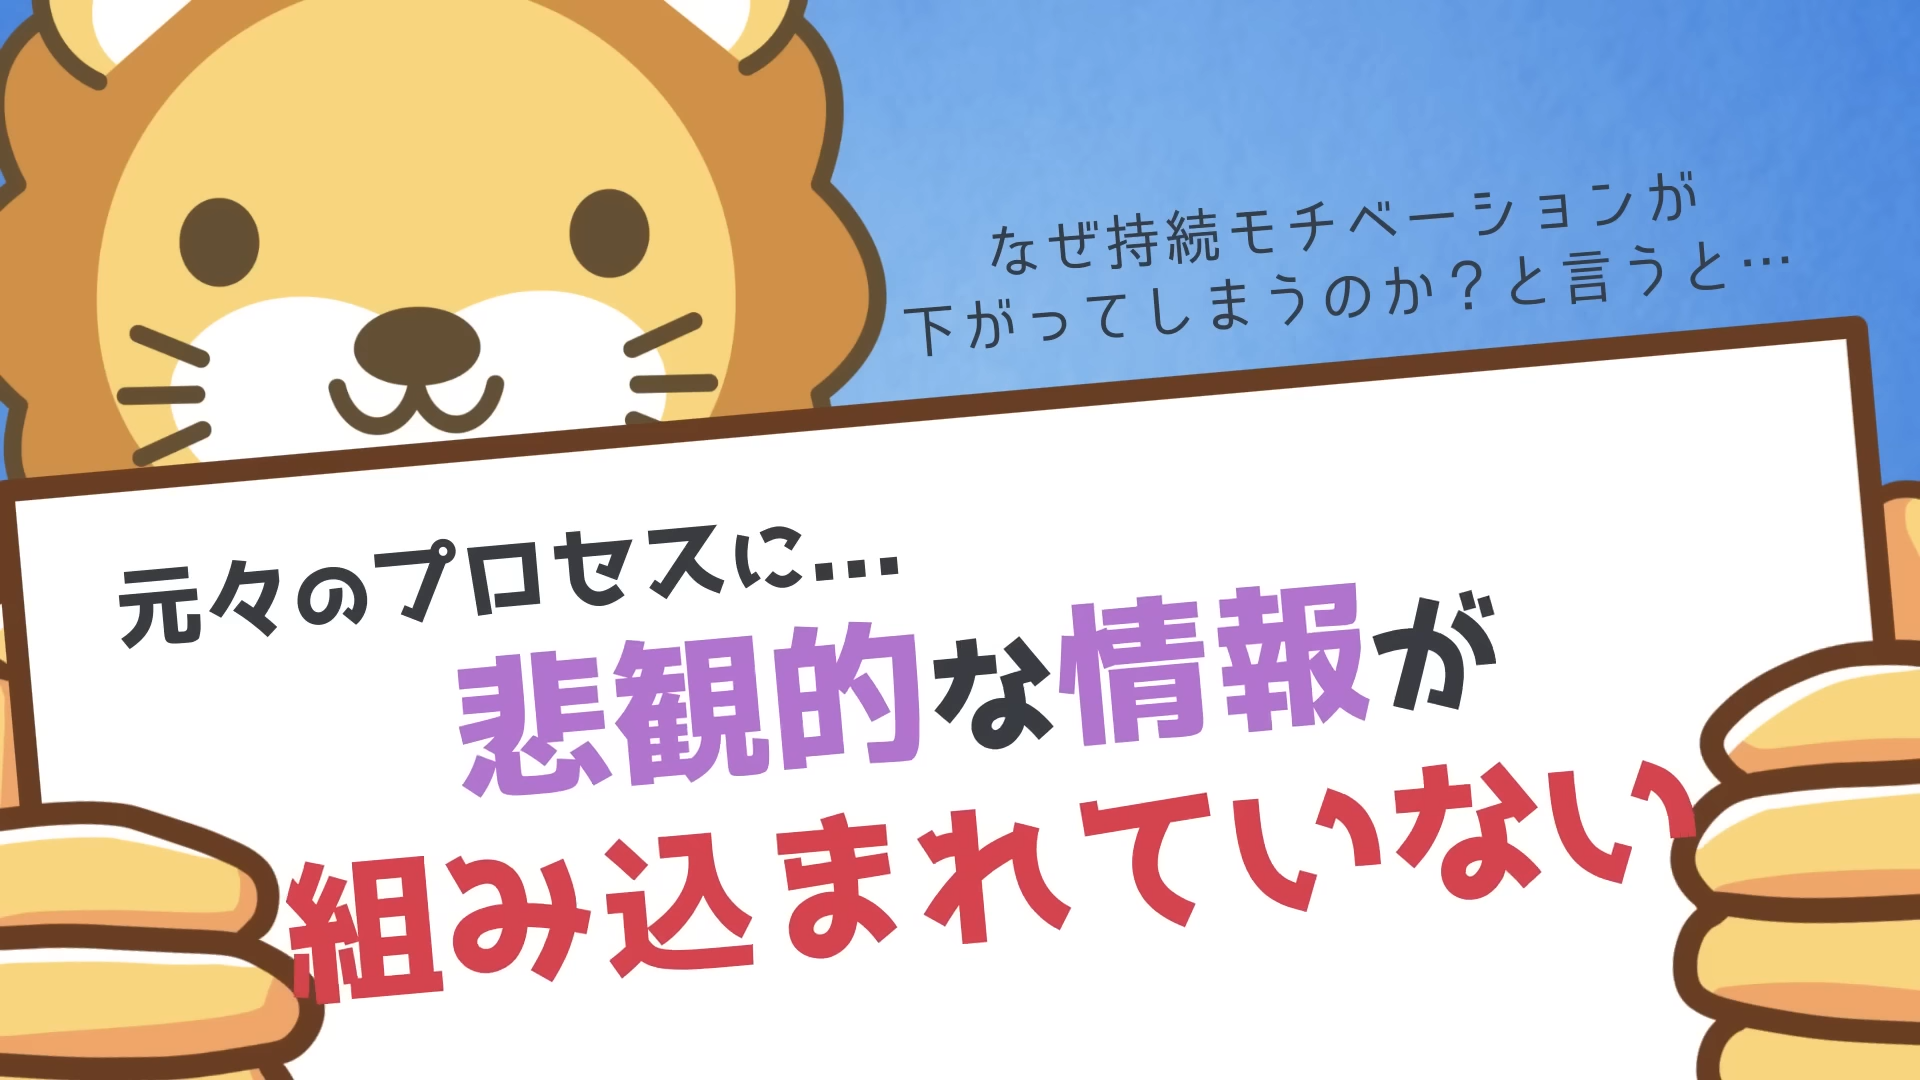 なぜ持続モチベーションが
下がってしまうのか？と言うと…
元々のプロセスに…
悲観的な情報が
組み込まれていない